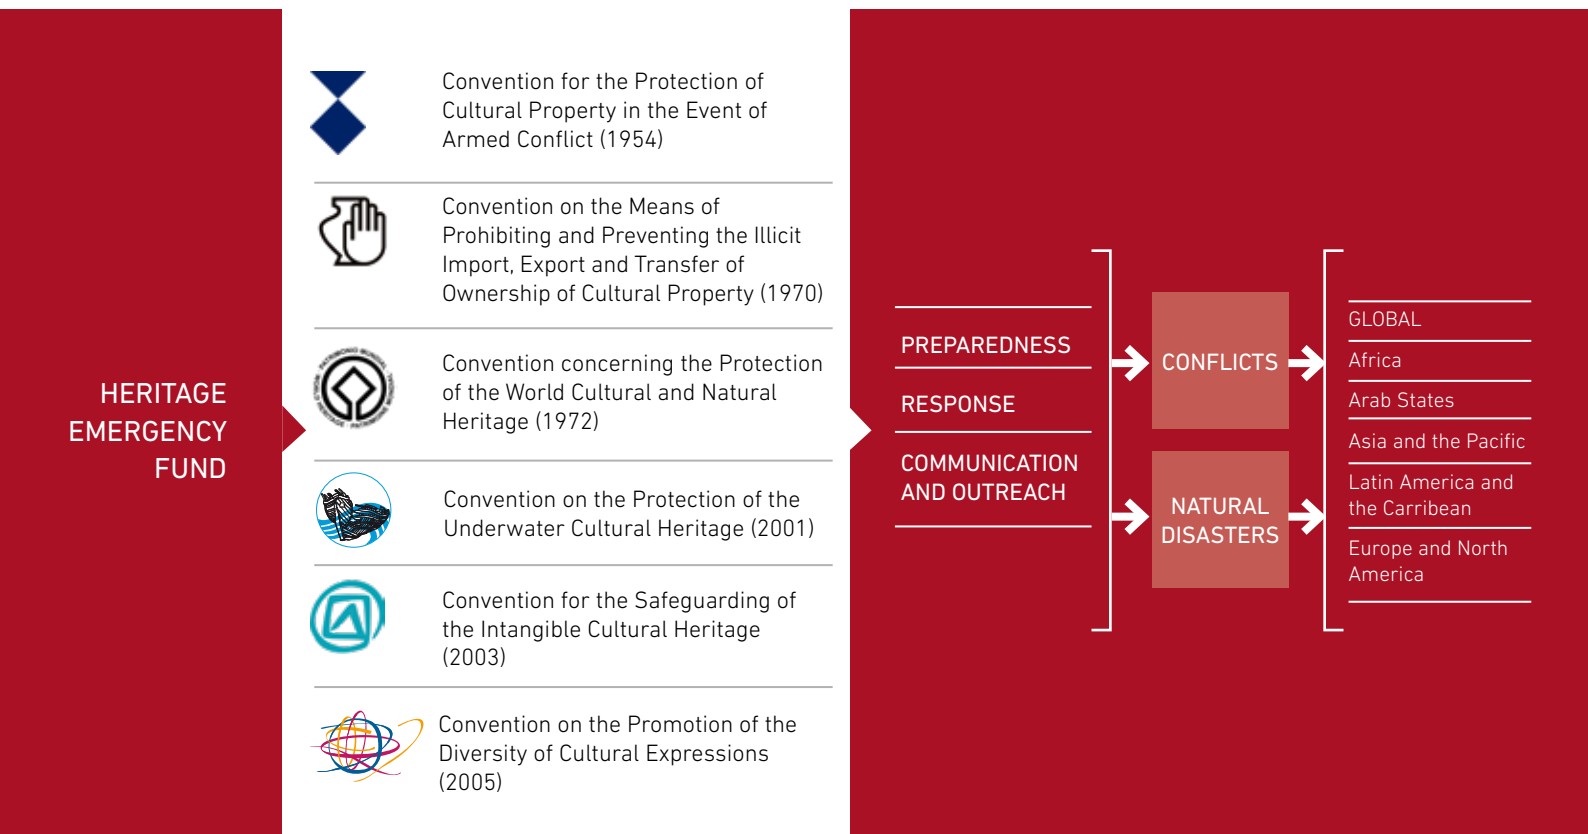 HERITAGE
EMERGENCY
FUND
Convention for the Protection of
Cultural Property in the Event of
Armed Conflict (1954)
Convention on the Means of
Prohibiting and Preventing the Illicit
Import, Export and Transfer of
Ownership of Cultural Property (1970)
Convention concerning the Protection
of the World Cultural and Natural
Heritage (1972)
Convention on the Protection of the
Underwater Cultural Heritage (2001)
Convention for the Safeguarding of
the Intangible Cultural Heritage
(2003)
Convention on the Promotion of the
Diversity of Cultural Expressions
(2005)
PREPAREDNESS
RESPONSE
COMMUNICATION
AND OUTREACH
CONFLICTS
NATURAL
DISASTERS
GLOBAL
Africa
Arab States
Asia and the Pacific
Latin America and
the Carribean
Europe and North
America